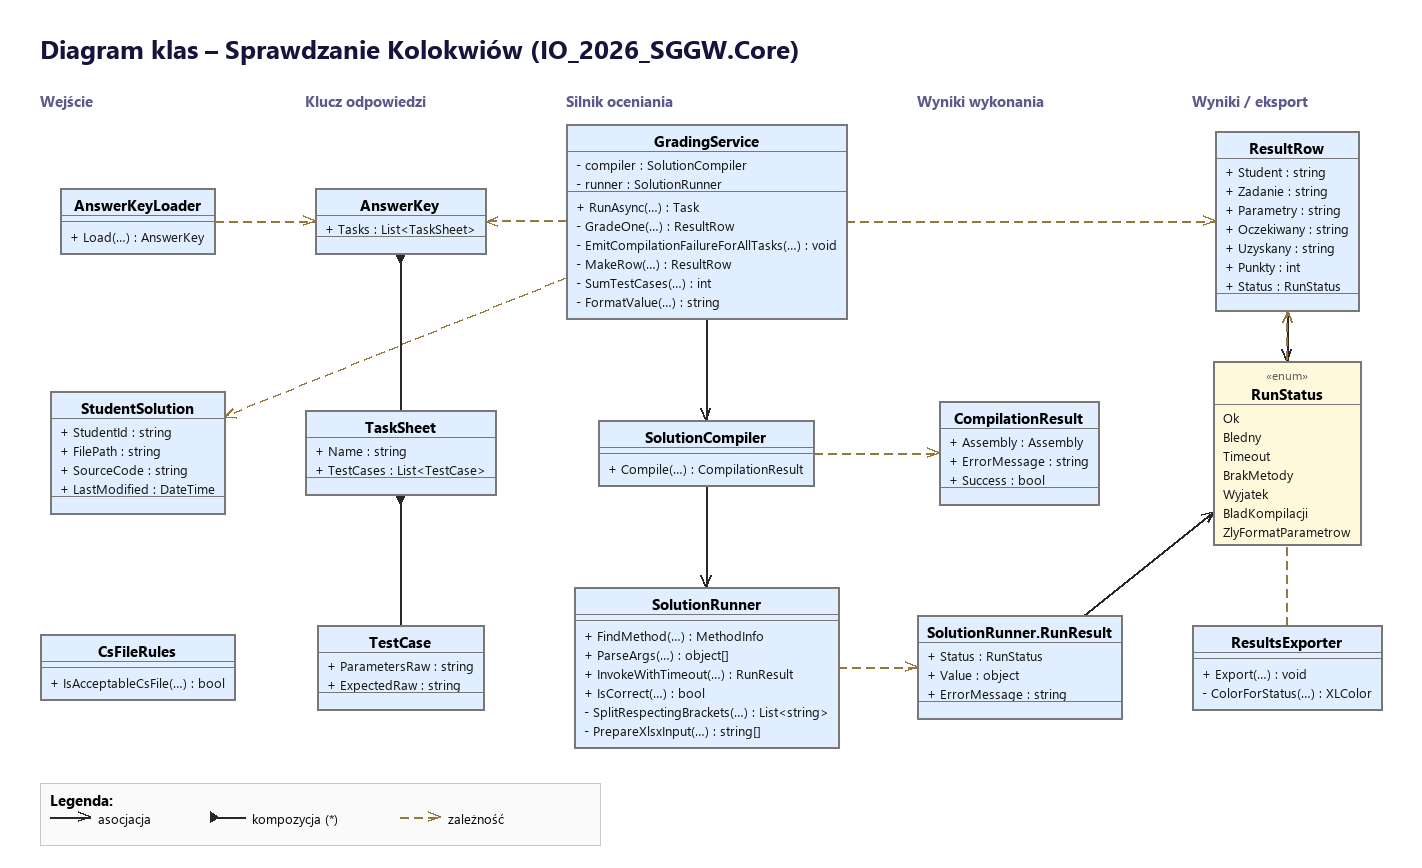 Diagram klas – Sprawdzanie Kolokwiów (IO_2026_SGGW.Core)
Wejście
Klucz odpowiedzi
Silnik oceniania
Wyniki wykonania
Wyniki / eksport
AnswerKeyLoader
+ Load(...) : AnswerKey
StudentSolution
+ StudentId : string
+ FilePath : string
+ SourceCode : string
+ LastModified : DateTime
CsFileRules
+ IsAcceptableCsFile(...) : bool
AnswerKey
+ Tasks : List<TaskSheet>
TaskSheet
+ Name : string
+ TestCases : List<TestCase>
TestCase
+ ParametersRaw : string
+ ExpectedRaw : string
GradingService
- compiler : SolutionCompiler
- runner : SolutionRunner
+ RunAsync(...) : Task
- GradeOne(...) : ResultRow
- EmitCompilationFailureForAllTasks(...) : void
- MakeRow(...) : ResultRow
- SumTestCases(...) : int
- FormatValue(...) : string
SolutionCompiler
+ Compile(...) : CompilationResult
SolutionRunner
+ FindMethod(...) : MethodInfo
+ ParseArgs(...) : object[]
+ InvokeWithTimeout(...) : RunResult
+ IsCorrect(...) : bool
- SplitRespectingBrackets(...) : List<string>
- PrepareXlsxInput(...) : string[]
CompilationResult
+ Assembly : Assembly
+ ErrorMessage : string
+ Success : bool
SolutionRunner.RunResult
+ Status : RunStatus
+ Value : object
+ ErrorMessage : string
ResultRow
+ Student : string
+ Zadanie : string
+ Parametry : string
+ Oczekiwany : string
+ Uzyskany : string
+ Punkty : int
+ Status : RunStatus
«enum»
RunStatus
Ok
Bledny
Timeout
BrakMetody
Wyjatek
BladKompilacji
ZlyFormatParametrow
ResultsExporter
+ Export(...) : void
- ColorForStatus(...) : XLColor
Legenda:
asocjacja
kompozycja (*)
zależność